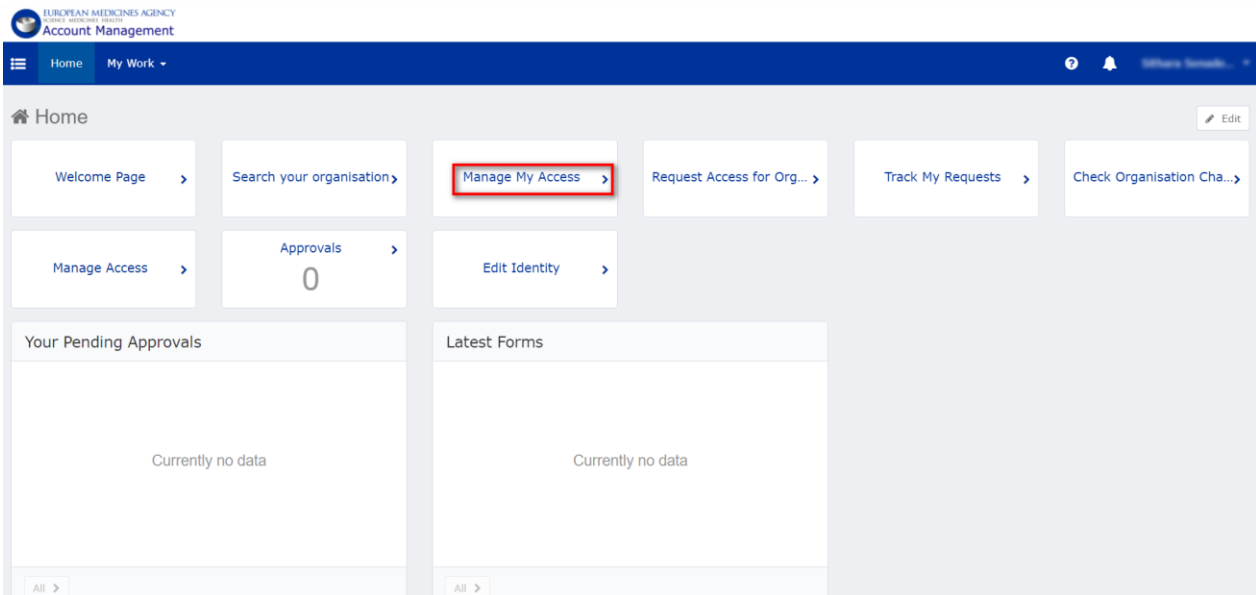 EUROPEAN MEDICINES AGENCY
SCIENCE MEDICINES HEALTH
Account Management
Home My Work
Home
Edit
Welcome Page
Search your organisation
Manage My Access
Request Access for Org...
Track My Requests
Check Organisation Cha...
Manage Access
Approvals
0
Edit Identity
Your Pending Approvals
Latest Forms
Currently no data
Currently no data
All
All